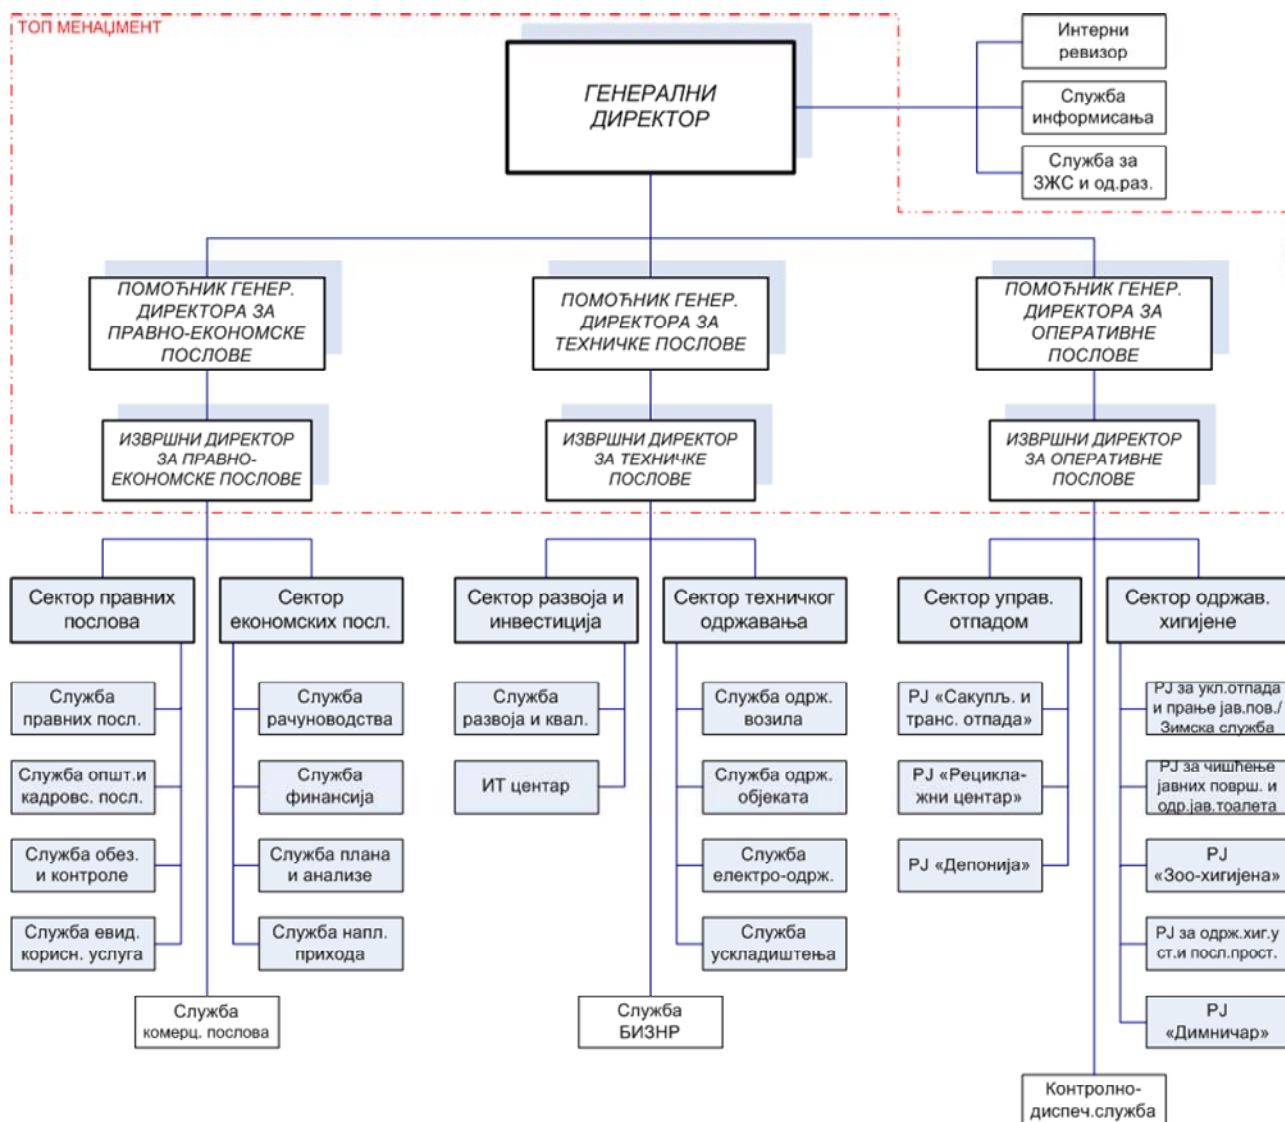 ТОП МЕНАЏМЕНТ
ГЕНЕРАЛНИ
ДИРЕКТОР
Интерни
ревизор
Служба
информисања
Служба за
ЗЖС и од.раз.
ПОМОЋНИК ГЕНЕР.
ДИРЕКТОРА ЗА
ПРАВНО-ЕКОНОМСКЕ
ПОСЛОВЕ
ПОМОЋНИК ГЕНЕР.
ДИРЕКТОРА ЗА
ТЕХНИЧКЕ ПОСЛОВЕ
ПОМОЋНИК ГЕНЕР.
ДИРЕКТОРА ЗА
ОПЕРАТИВНЕ
ПОСЛОВЕ
ИЗВРШНИ ДИРЕКТОР
ЗА ПРАВНО-
ЕКОНОМСКЕ ПОСЛОВЕ
ИЗВРШНИ ДИРЕКТОР
ЗА ТЕХНИЧКЕ
ПОСЛОВЕ
ИЗВРШНИ ДИРЕКТОР
ЗА ОПЕРАТИВНЕ
ПОСЛОВЕ
Сектор правних
послова
Служба
правних посл.
Служба општ.и
кадровс. посл.
Служба обез.
и контроле
Служба евид.
корисн. услуга
Сектор
економских посл.
Служба
рачуноводства
Служба
финансија
Служба плана
и анализе
Служба напл.
прихода
Служба
комерц. послова
Сектор развоја и
инвестиција
Служба
развоја и квал.
ИТ центар
Сектор техничког
одржавања
Служба одрж.
возила
Служба одрж.
објеката
Служба
електро-одрж.
Служба
ускладиштења
Служба
БИЗНР
Сектор управ.
отпадом
РЈ «Сакупљ. и
транс. отпада»
РЈ «Рецикла-
жни центар»
РЈ «Депонија»
Сектор одржав.
хигијене
РЈ за укл.отпада
и прање јав.пов./
Зимска служба
РЈ за чишћење
јавних површ. и
одр.јав.тоалета
РЈ
«Зоо-хигијена»
РЈ за одрж.хиг.у
ст.и посл.прост.
РЈ
«Димничар»
Контролно-
диспеч.служба